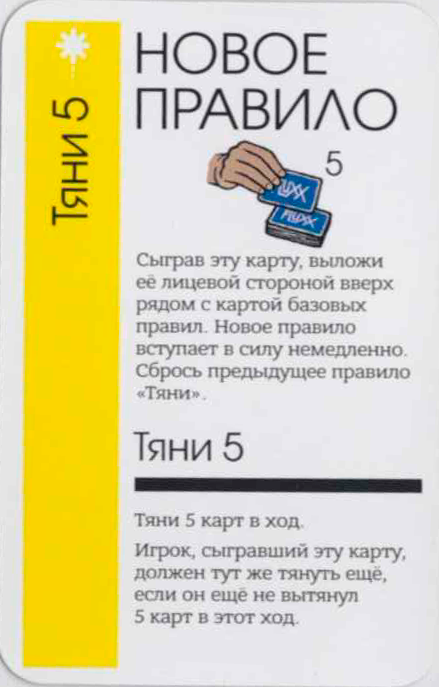 Тяни 5
НОВОЕ
ПРАВИЛО
5
FLUXX
FLUXX
Сыграв эту карту, выложи
её лицевой стороной вверх
рядом с картой базовых
правил. Новое правило
вступает в силу немедленно.
Сбрось предыдущее правило
«Тяни».
Тяни 5
Тяни 5 карт в ход.
Игрок, сыгравший эту карту,
должен тут же тянуть ещё,
если он ещё не вытянул
5 карт в этот ход.